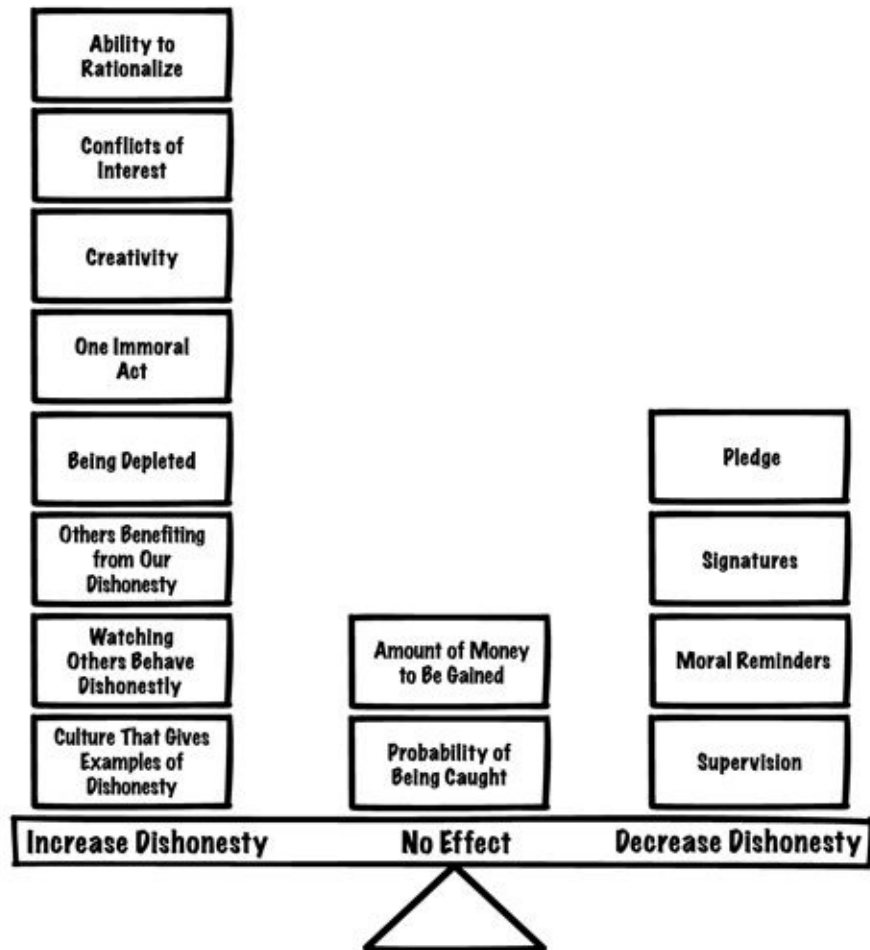 Ability to
Rationalize
Conflicts of
Interest
Creativity
One Immoral
Act
Being Depleted
Others Benefiting
from Our
Dishonesty
Watching
Others Behave
Dishonestly
Culture That Gives
Examples of
Dishonesty
Amount of Money
to Be Gained
Probability of
Being Caught
Pledge
Signatures
Moral Reminders
Supervision
Increase Dishonesty
No Effect
Decrease Dishonesty